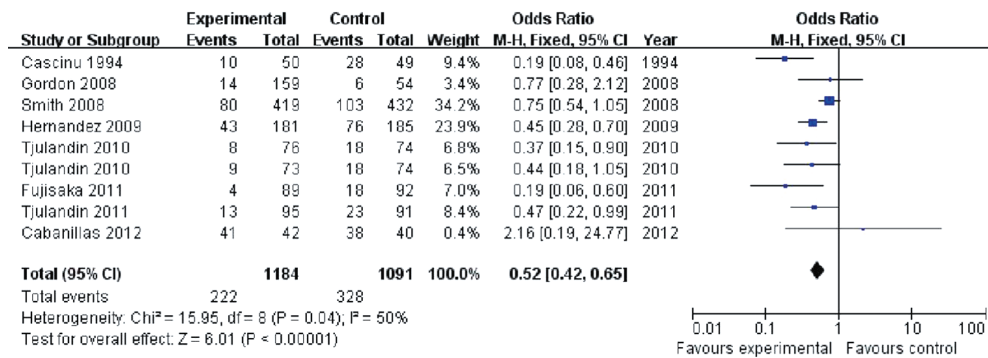 Experimental Control Odds Ratio Odds Ratio
Study or Subgroup Events Total Events Total Weight M-H, Fixed, 95% CI Year M-H, Fixed, 95% CI
Cascinu 1994 10 50 28 49 9.4% 0.19 [0.08, 0.46] 1994
Gordon 2008 14 159 6 54 3.4% 0.77 [0.28, 2.12] 2008
Smith 2008 80 419 103 432 34.2% 0.75 [0.54, 1.05] 2008
Hernandez 2009 43 181 76 185 23.9% 0.45 [0.28, 0.70] 2009
Tjulandin 2010 8 76 18 74 6.8% 0.37 [0.15, 0.90] 2010
Tjulandin 2010 9 73 18 74 6.5% 0.44 [0.18, 1.05] 2010
Fujisaka 2011 4 89 18 92 7.0% 0.19 [0.06, 0.60] 2011
Tjulandin 2011 13 95 23 91 8.4% 0.47 [0.22, 0.99] 2011
Cabanillas 2012 41 42 38 40 0.4% 2.16 [0.19, 24.77] 2012
Total (95% CI) 1184 1091 100.0% 0.52 [0.42, 0.65]
Total events 222 328
Heterogeneity: Chi² = 15.95, df = 8 (P = 0.04); I² = 50%
Test for overall effect: Z = 6.01 (P < 0.00001)
0.01 0.1 1 10 100
Favours experimental Favours control